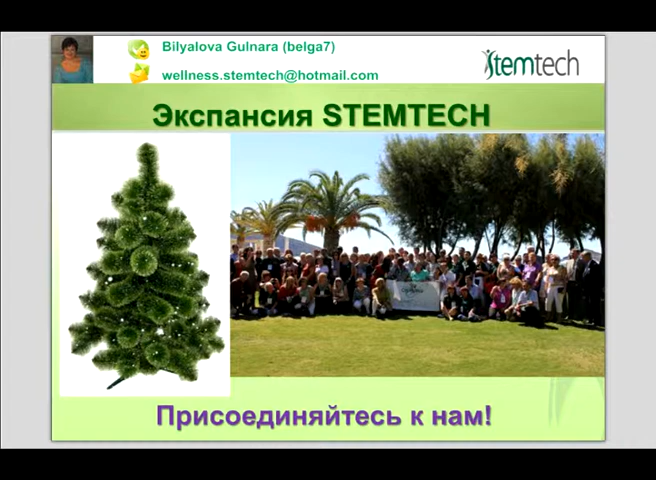 Bilyalova Gulnara (belga7)
wellness.stemtech@hotmail.com
Stemtech
Экспансия STEMTECH
Присоединяйтесь к нам!